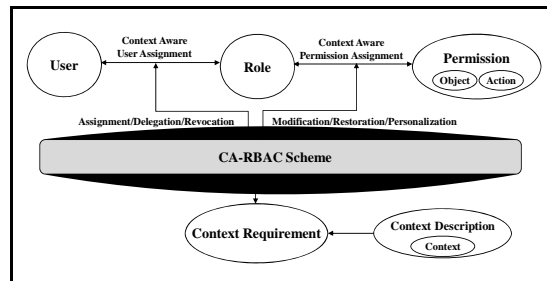 Context Aware
User Assignment
Context Aware
Permission Assignment
User
Role
Permission
Object
Action
Assignment/Delegation/Revocation
Modification/Restoration/Personalization
CA-RBAC Scheme
Context Requirement
Context Description
Context